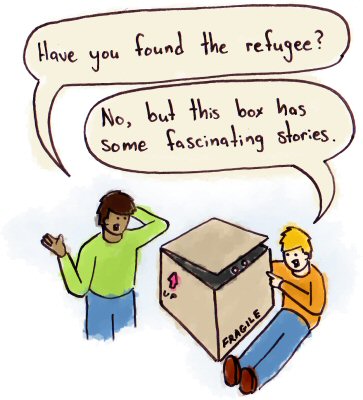 Have you found the refugee?
No, but this box has
some fascinating stories.
UP
FRAGILE